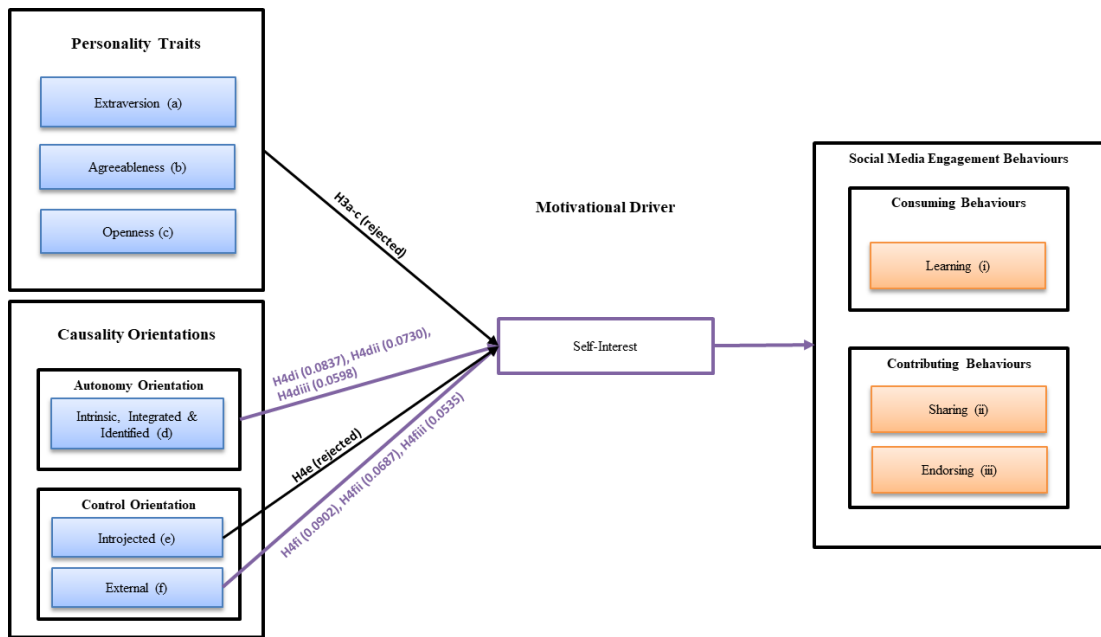 Personality Traits
Extraversion (a)
Agreeableness (b)
Openness (c)
Causality Orientations
Autonomy Orientation
Intrinsic, Integrated &
Identified (d)
Control Orientation
Introjected (e)
External (f)
H3a-c (rejected)
H4di (0.0837), H4dii (0.0730),
H4diii (0.0598)
H4e (rejected)
H4fi (0.0902), H4fii (0.0687), H4fiii (0.0535)
Motivational Driver
Self-Interest
Social Media Engagement Behaviours
Consuming Behaviours
Learning (i)
Contributing Behaviours
Sharing (ii)
Endorsing (iii)